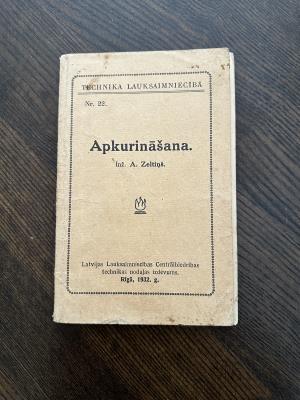 TECHNIKA LAUKSAIMNIECĪBĀ
Nr. 22.
Apkurināšana.
Inž. A. Zeltiņš.
Latvijas Lauksaimniecības Centrālbiedrības
technikas nodaļas izdevums.
Rīgā, 1932. g.